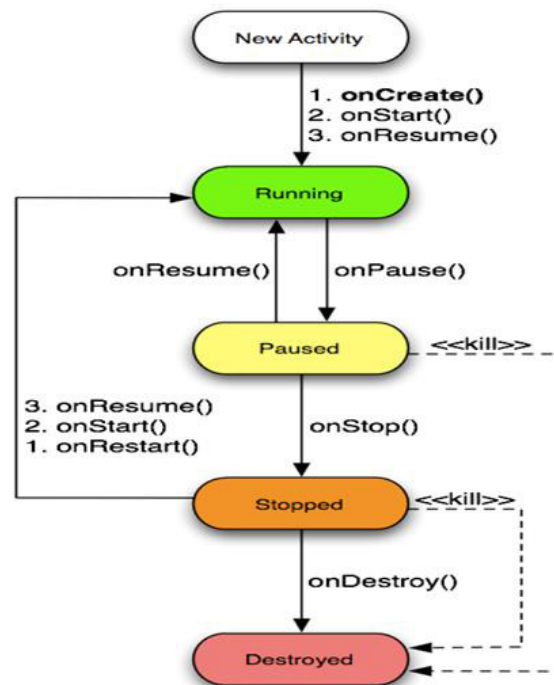 New Activity
1. onCreate()
2. onStart()
3. onResume()
Running
onResume()
onPause()
Paused
<<kill>>
3. onResume()
2. onStart()
1. onRestart()
onStop()
Stopped
<<kill>>
onDestroy()
Destroyed